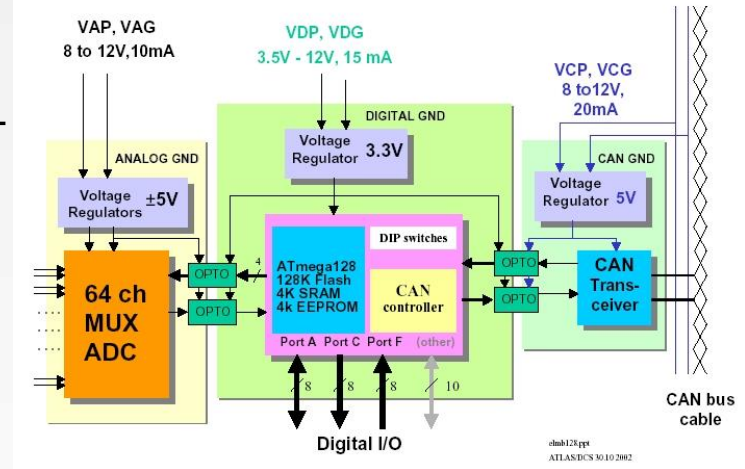 VAP, VAG
8 to 12V,10mA
VDP, VDG
3.5V - 12V, 15 mA
VCP, VCG
8 to12V,
20mA
DIGITAL GND
Voltage
Regulator 3.3V
ANALOG GND
Voltage
Regulators ±5V
CAN GND
Voltage
Regulator 5V
DIP switches
ATmega128
128K Flash
4K SRAM
4k EEPROM
CAN
controller
4
OPTO
OPTO
OPTO
OPTO
64 ch
MUX
ADC
CAN
Trans-
ceiver
Port A Port C Port F (other)
8 8 8 10
Digital I/O
CAN bus
cable
elmb128.ppt
ATLAS/DCS 30.10 2002